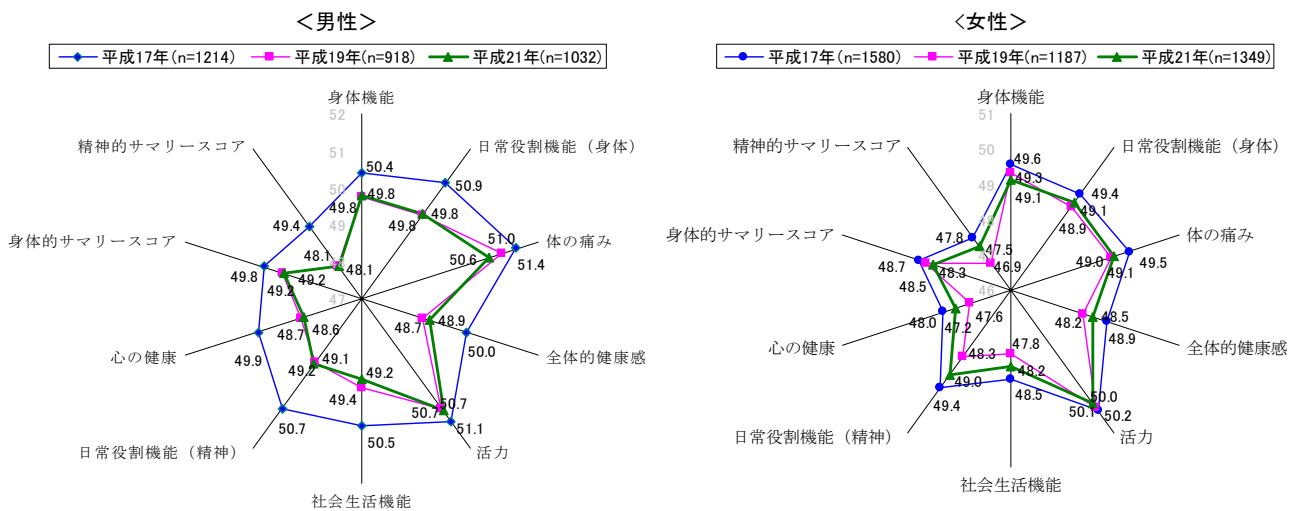 ＜男性＞
平成17年(n=1214) 平成19年(n=918) 平成21年(n=1032)
身体機能
日常役割機能（身体）
体の痛み
全体的健康感
活力
社会生活機能
日常役割機能（精神）
心の健康
身体的サマリースコア
精神的サマリースコア
52
51
50
49
48
47
50.4
49.8
49.8
50.9
49.8
49.8
51.0
51.4
50.6
48.7
48.9
50.0
50.7
50.7
51.1
49.2
49.4
50.5
49.1
49.2
50.7
48.6
48.7
49.9
49.8
49.2
49.2
49.4
48.1
48.1
＜女性＞
平成17年(n=1580) 平成19年(n=1187) 平成21年(n=1349)
身体機能
日常役割機能（身体）
体の痛み
全体的健康感
活力
社会生活機能
日常役割機能（精神）
心の健康
身体的サマリースコア
精神的サマリースコア
51
50
49
48
46
49.6
49.3
49.1
49.4
49.1
48.9
49.0
49.1
49.5
48.2
48.5
48.9
50.0
50.1
50.2
47.8
48.2
48.5
48.3
49.0
49.4
47.6
47.2
48.0
48.7
48.5
48.3
47.8
47.5
46.9